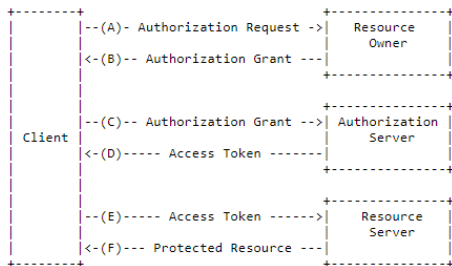 --(A)- Authorization Request ->
Resource
Owner
<-(B)-- Authorization Grant ---
--(C)-- Authorization Grant -->
Authorization
Server
Client
<-(D)----- Access Token -------
--(E)----- Access Token ------>
Resource
Server
<-(F)--- Protected Resource ---